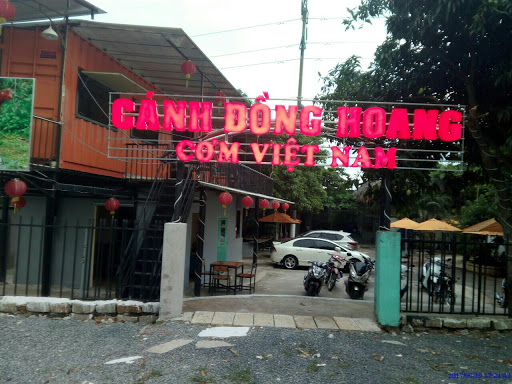 CÁNH ĐỒNG HOANG
CƠM VIỆT NAM